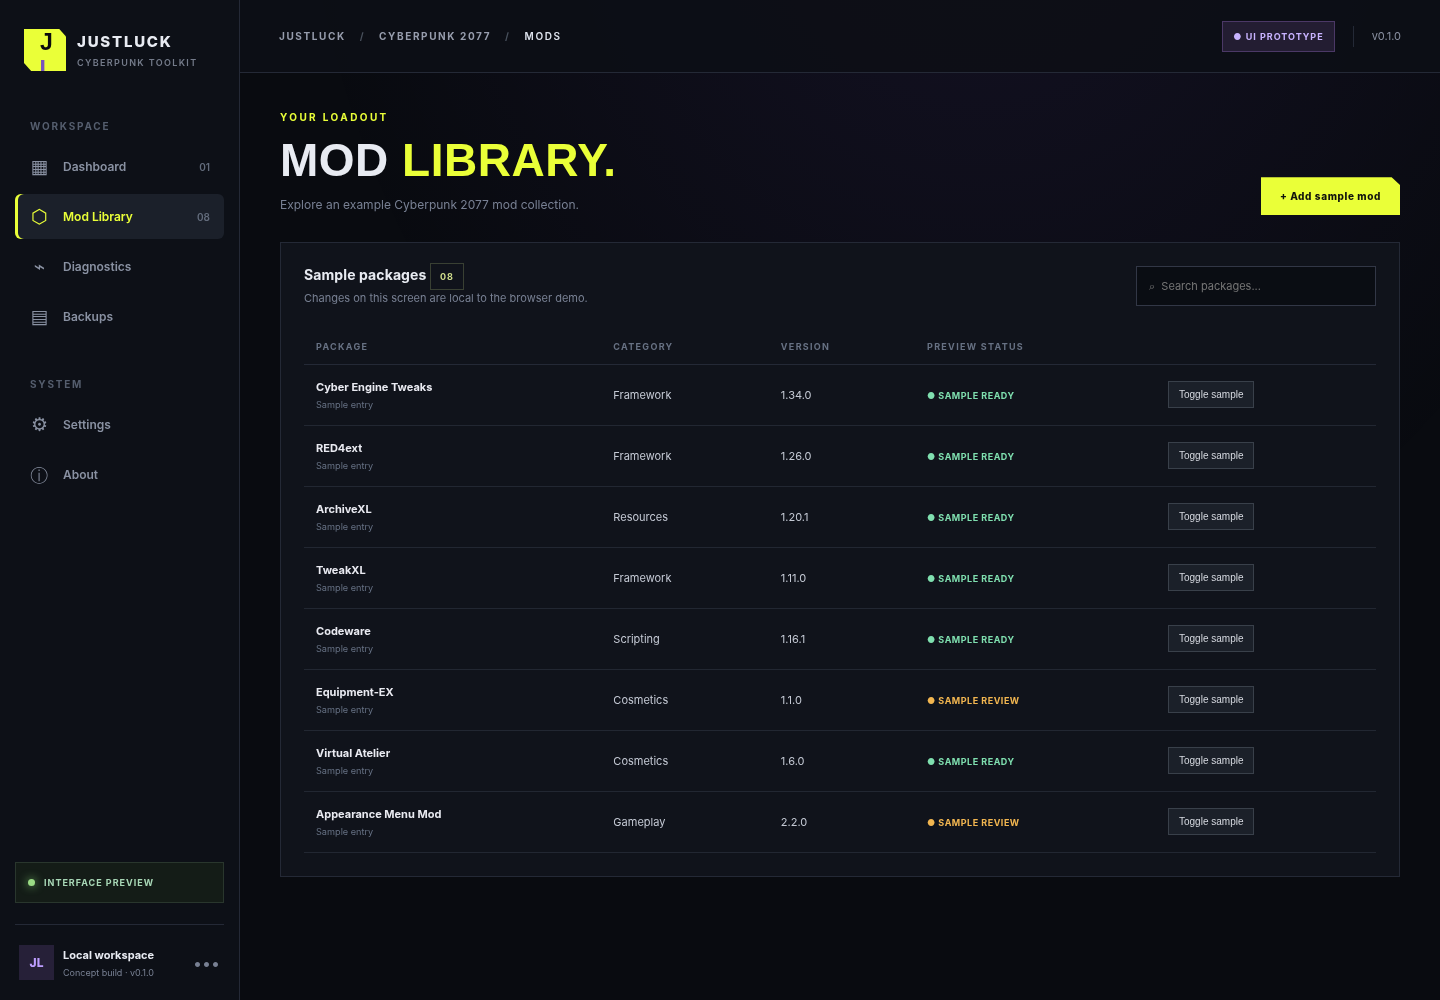 J
L
JUSTLUCK
CYBERPUNK TOOLKIT
WORKSPACE
Dashboard 01
Mod Library 08
Diagnostics
Backups
SYSTEM
Settings
About
INTERFACE PREVIEW
JL
Local workspace
Concept build · v0.1.0
JUSTLUCK / CYBERPUNK 2077 / MODS
UI PROTOTYPE
v0.1.0
YOUR LOADOUT
MOD LIBRARY.
Explore an example Cyberpunk 2077 mod collection.
+ Add sample mod
Sample packages 08
Changes on this screen are local to the browser demo.
» Search packages...
PACKAGE CATEGORY VERSION PREVIEW STATUS
Cyber Engine Tweaks
Sample entry
Framework 1.34.0 SAMPLE READY Toggle sample
RED4ext
Sample entry
Framework 1.26.0 SAMPLE READY Toggle sample
ArchiveXL
Sample entry
Resources 1.20.1 SAMPLE READY Toggle sample
TweakXL
Sample entry
Framework 1.11.0 SAMPLE READY Toggle sample
Codeware
Sample entry
Scripting 1.16.1 SAMPLE READY Toggle sample
Equipment-EX
Sample entry
Cosmetics 1.1.0 SAMPLE REVIEW Toggle sample
Virtual Atelier
Sample entry
Cosmetics 1.6.0 SAMPLE READY Toggle sample
Appearance Menu Mod
Sample entry
Gameplay 2.2.0 SAMPLE REVIEW Toggle sample